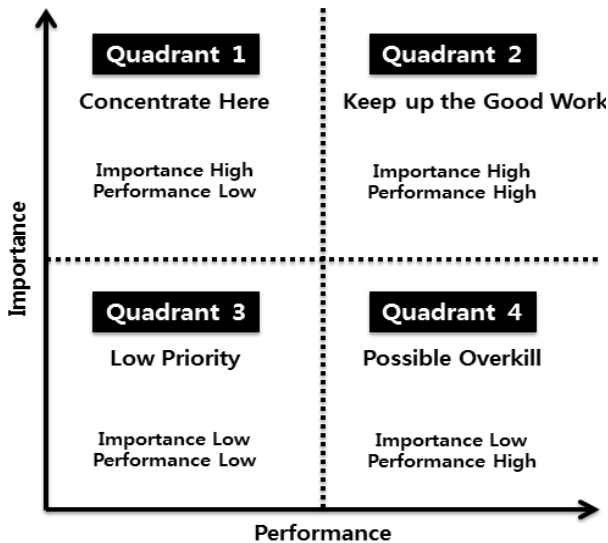 Quadrant 1
Concentrate Here
Importance High
Performance Low
Quadrant 2
Keep up the Good Work
Importance High
Performance High
Quadrant 3
Low Priority
Importance Low
Performance Low
Quadrant 4
Possible Overkill
Importance Low
Performance High
Importance
Performance